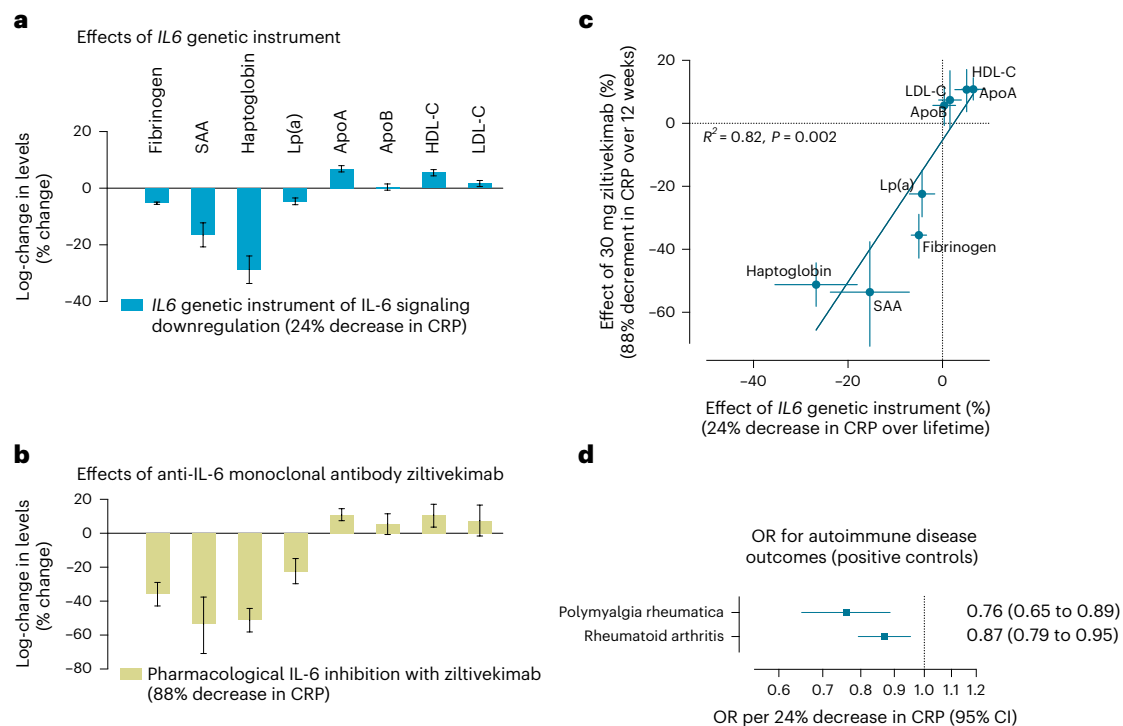 a
Effects of IL6 genetic instrument
Fibrinogen
SAA
Haptoglobin
Lp(a)
ApoA
ApoB
HDL-C
LDL-C
Log-change in levels
(% change)
20
0
−20
−40
IL6 genetic instrument of IL-6 signaling
downregulation (24% decrease in CRP)
b
Effects of anti-IL-6 monoclonal antibody ziltivekimab
Log-change in levels
(% change)
20
0
−20
−40
−60
−80
Pharmacological IL-6 inhibition with ziltivekimab
(88% decrease in CRP)
c
Effect of 30 mg ziltivekimab (%)
(88% decrement in CRP over 12 weeks)
20
0
−20
−40
−60
HDL-C
LDL-C
ApoA
ApoB
R² = 0.82, P = 0.002
Lp(a)
Fibrinogen
Haptoglobin
SAA
−40
−20
0
Effect of IL6 genetic instrument (%)
(24% decrease in CRP over lifetime)
d
OR for autoimmune disease
outcomes (positive controls)
Polymyalgia rheumatica
0.76 (0.65 to 0.89)
Rheumatoid arthritis
0.87 (0.79 to 0.95)
0.6 0.7 0.8 0.9 1.0 1.1 1.2
OR per 24% decrease in CRP (95% CI)